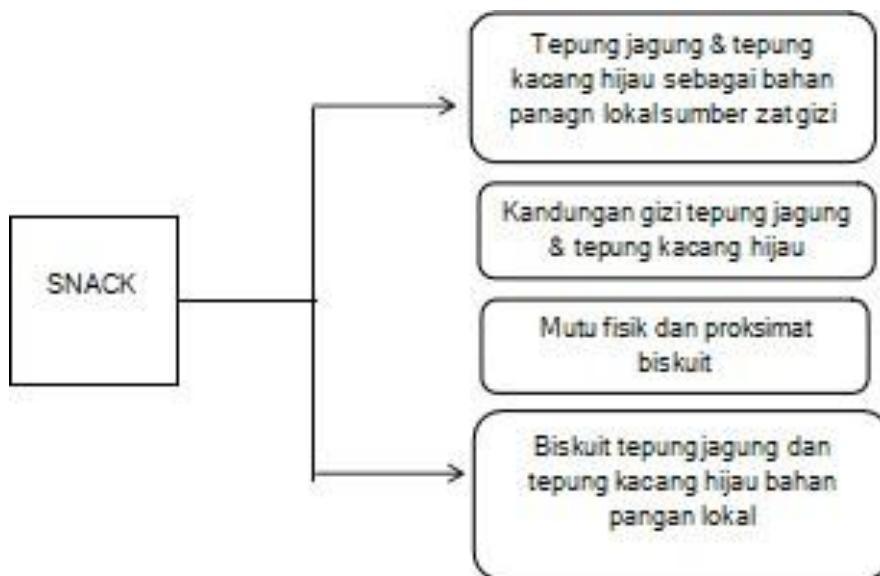 SNACK
Tepung jagung & tepung
kacang hijau sebagai bahan
panagn lokalsumber zat gizi
Kandungan gizi tepung jagung
& tepung kacang hijau
Mutu fisik dan proksimat
biskuit
Biskuit tepung jagung dan
tepung kacang hijau bahan
pangan lokal